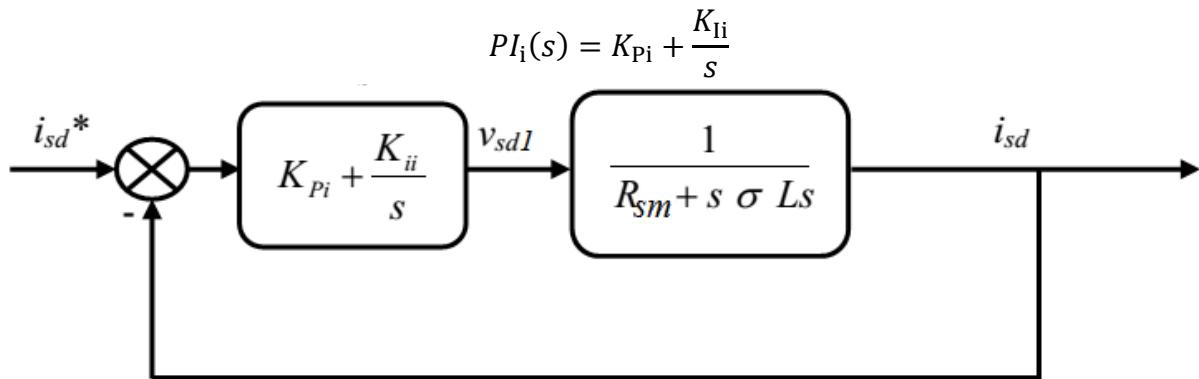 PI_i(s) = K_Pi + K_Ii/s
i_sd*
-
K_Pi + K_ii/s
v_sd1
1/(R_sm + s σ Ls)
i_sd